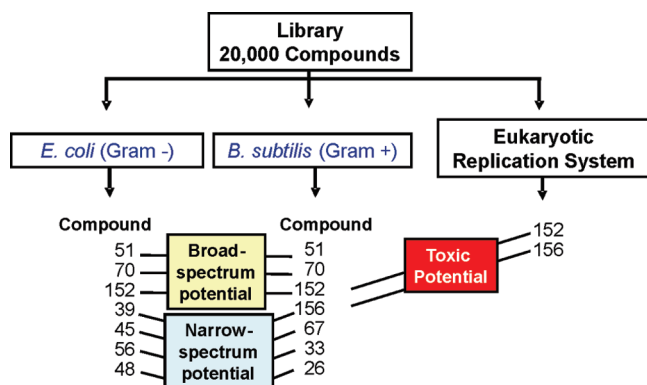 Library
20,000 Compounds
E. coli (Gram -)
B. subtilis (Gram +)
Eukaryotic
Replication System
Compound
51
70
152
39
45
56
48
Broad-
spectrum
potential
Narrow-
spectrum
potential
Compound
51
70
152
156
67
33
26
Toxic
Potential
152
156